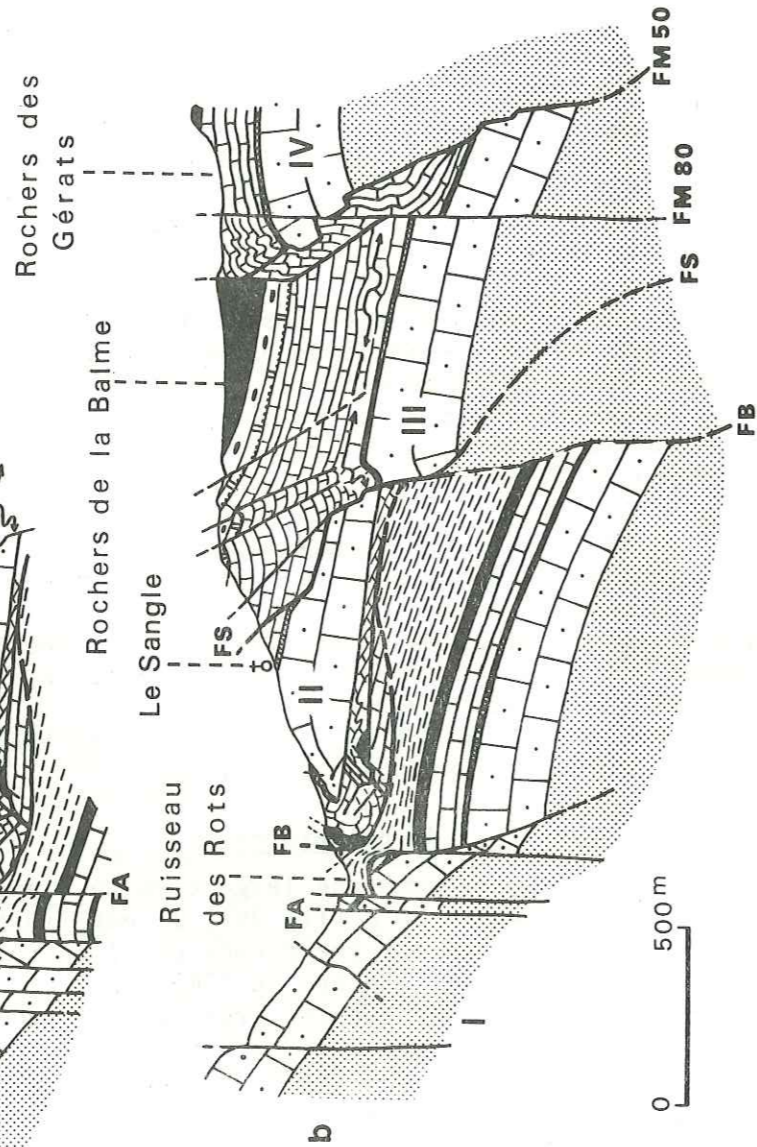 Rochers des
Gérats
Rochers de la Balme
Le Sangle
Ruisseau
des Rots
FA
FS
FB
FA
I
II
III
IV
FM 50
FM 80
FS
FB
b
0
500 m